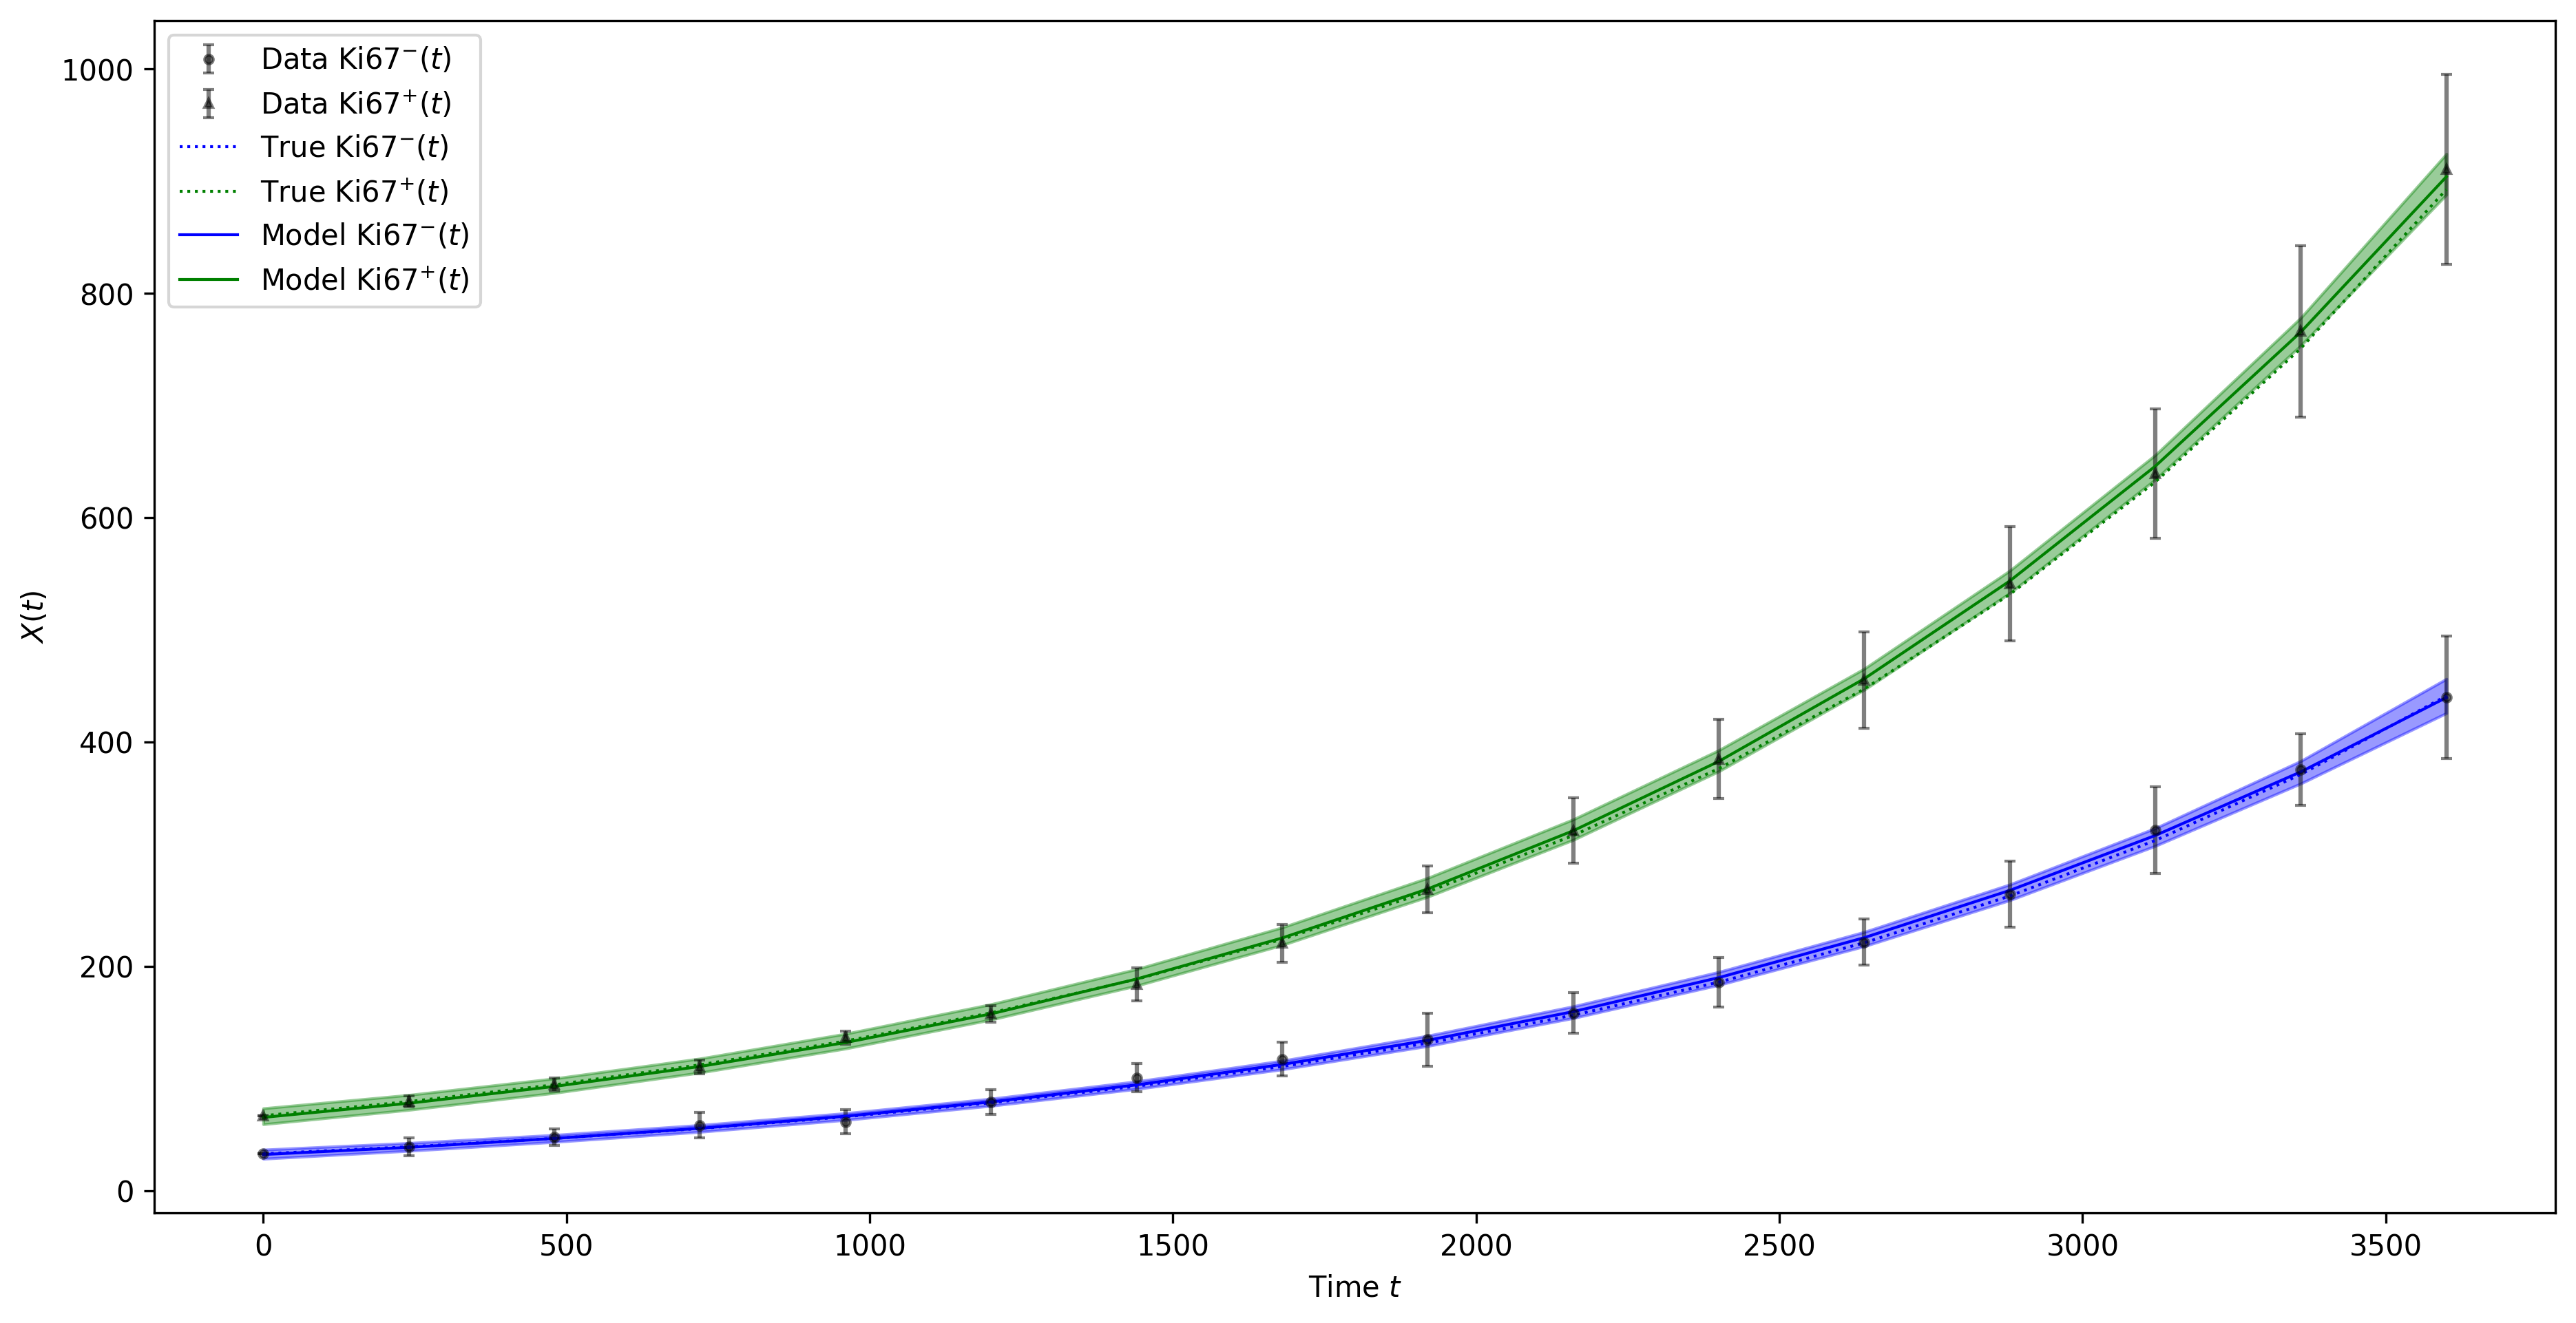 Data Ki67⁻(t)
Data Ki67⁺(t)
True Ki67⁻(t)
True Ki67⁺(t)
Model Ki67⁻(t)
Model Ki67⁺(t)
1000
800
600
400
200
0
X(t)
0 500 1000 1500 2000 2500 3000 3500
Time t